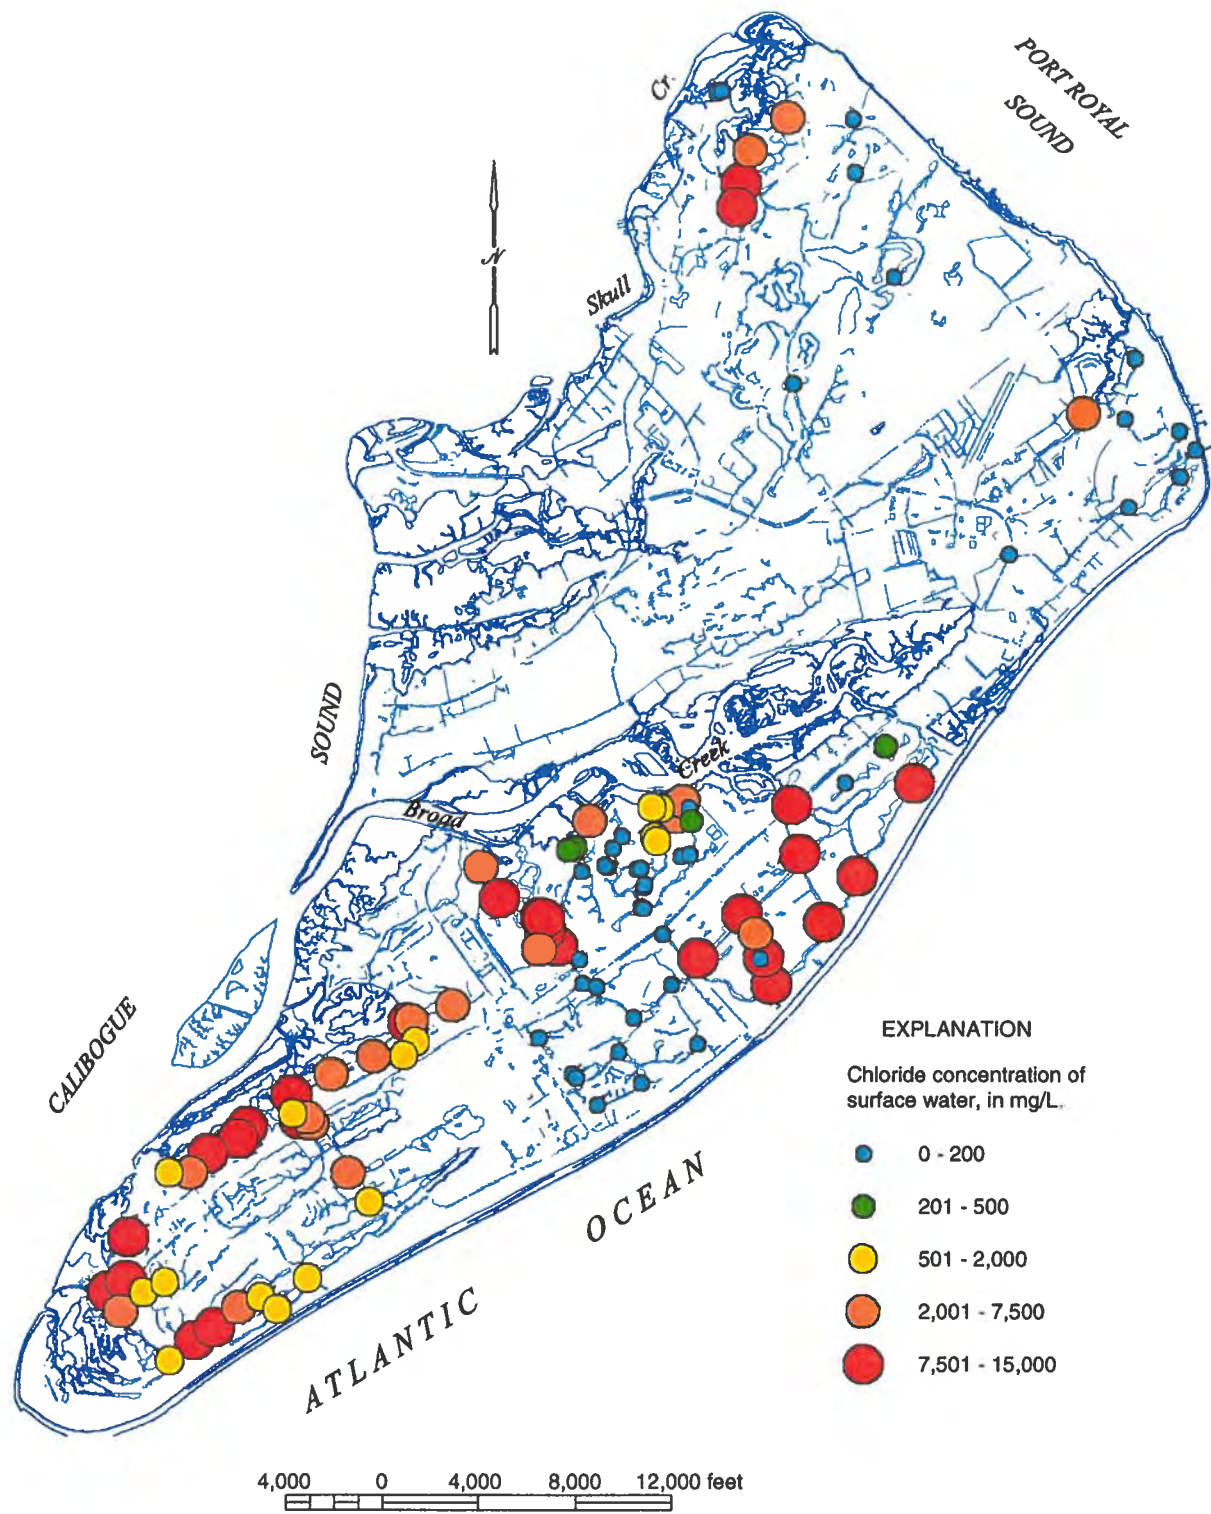 PORT ROYAL
SOUND
Cr.
N
Skull
SOUND
Creek
Broad
CALIBOGUE
EXPLANATION
Chloride concentration of
surface water, in mg/L.
0 - 200
201 - 500
501 - 2,000
2,001 - 7,500
7,501 - 15,000
OCEAN
ATLANTIC
4,000 0 4,000 8,000 12,000 feet